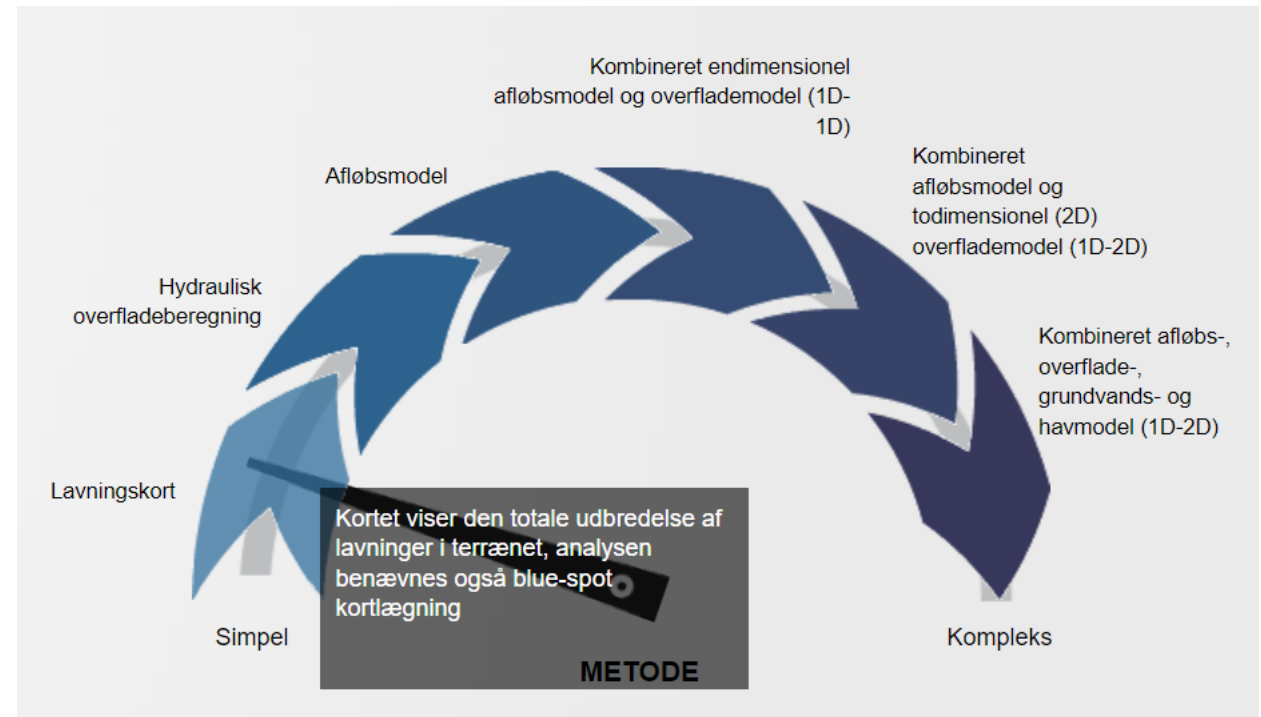 Kombineret endimensionel
afløbsmodel og overflademodel (1D-
1D)
Kombineret
afløbsmodel og
todimensionel (2D)
overflademodel (1D-2D)
Afløbsmodel
Hydraulisk
overfladeberegning
Kombineret afløbs-,
overflade-,
grundvands- og
havmodel (1D-2D)
Lavningskort
Kortet viser den totale udbredelse af
lavninger i terrænet, analysen
benævnes også blue-spot
kortlægning
Simpel
Kompleks
METODE